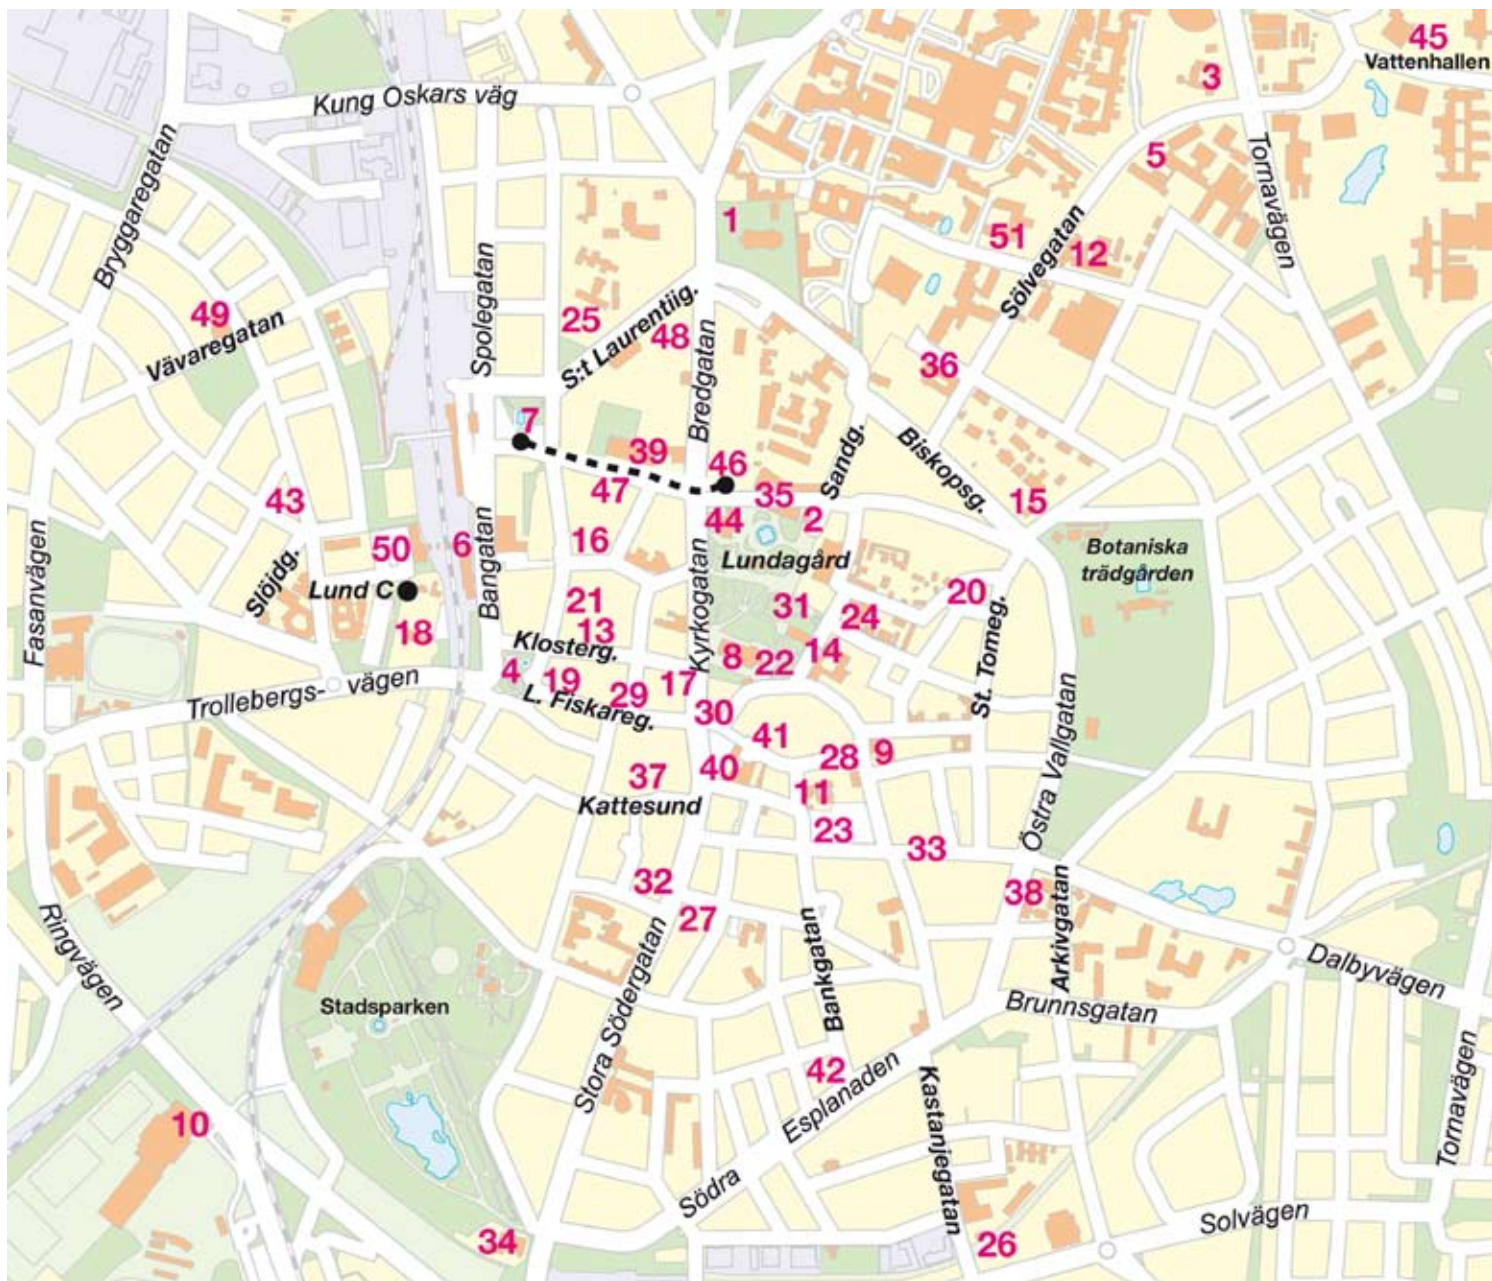 45
Vattenhallen
3
Kung Oskars väg
Bryggaregatan
5
Tornavägen
1
51
12
Sölvegatan
Spolegatan
49
Vävaregatan
25
S:t Laurentiig.
48
Bredgatan
36
7
39
46
Sandg.
Biskopsg.
43
47
35
15
44
2
Fasanvägen
50
6
Bangatan
16
Lundagård
Botaniska
trädgården
Slöjdg.
Lund C
21
31
20
18
13
24
Klosterg.
Kyrkogatan
8
22
14
St. Tomeg.
4
19
29
17
Trollebergs- vägen
L. Fiskareg.
30
41
28
9
Östra Vallgatan
37
40
Kattesund
11
23
33
32
27
38
Arkivgatan
Ringvägen
Stora Södergatan
Bankgatan
Dalbyvägen
Stadsparken
Brunnsgatan
42
Esplanaden
Kastanjegatan
Tornavägen
10
Södra
34
26
Solvägen